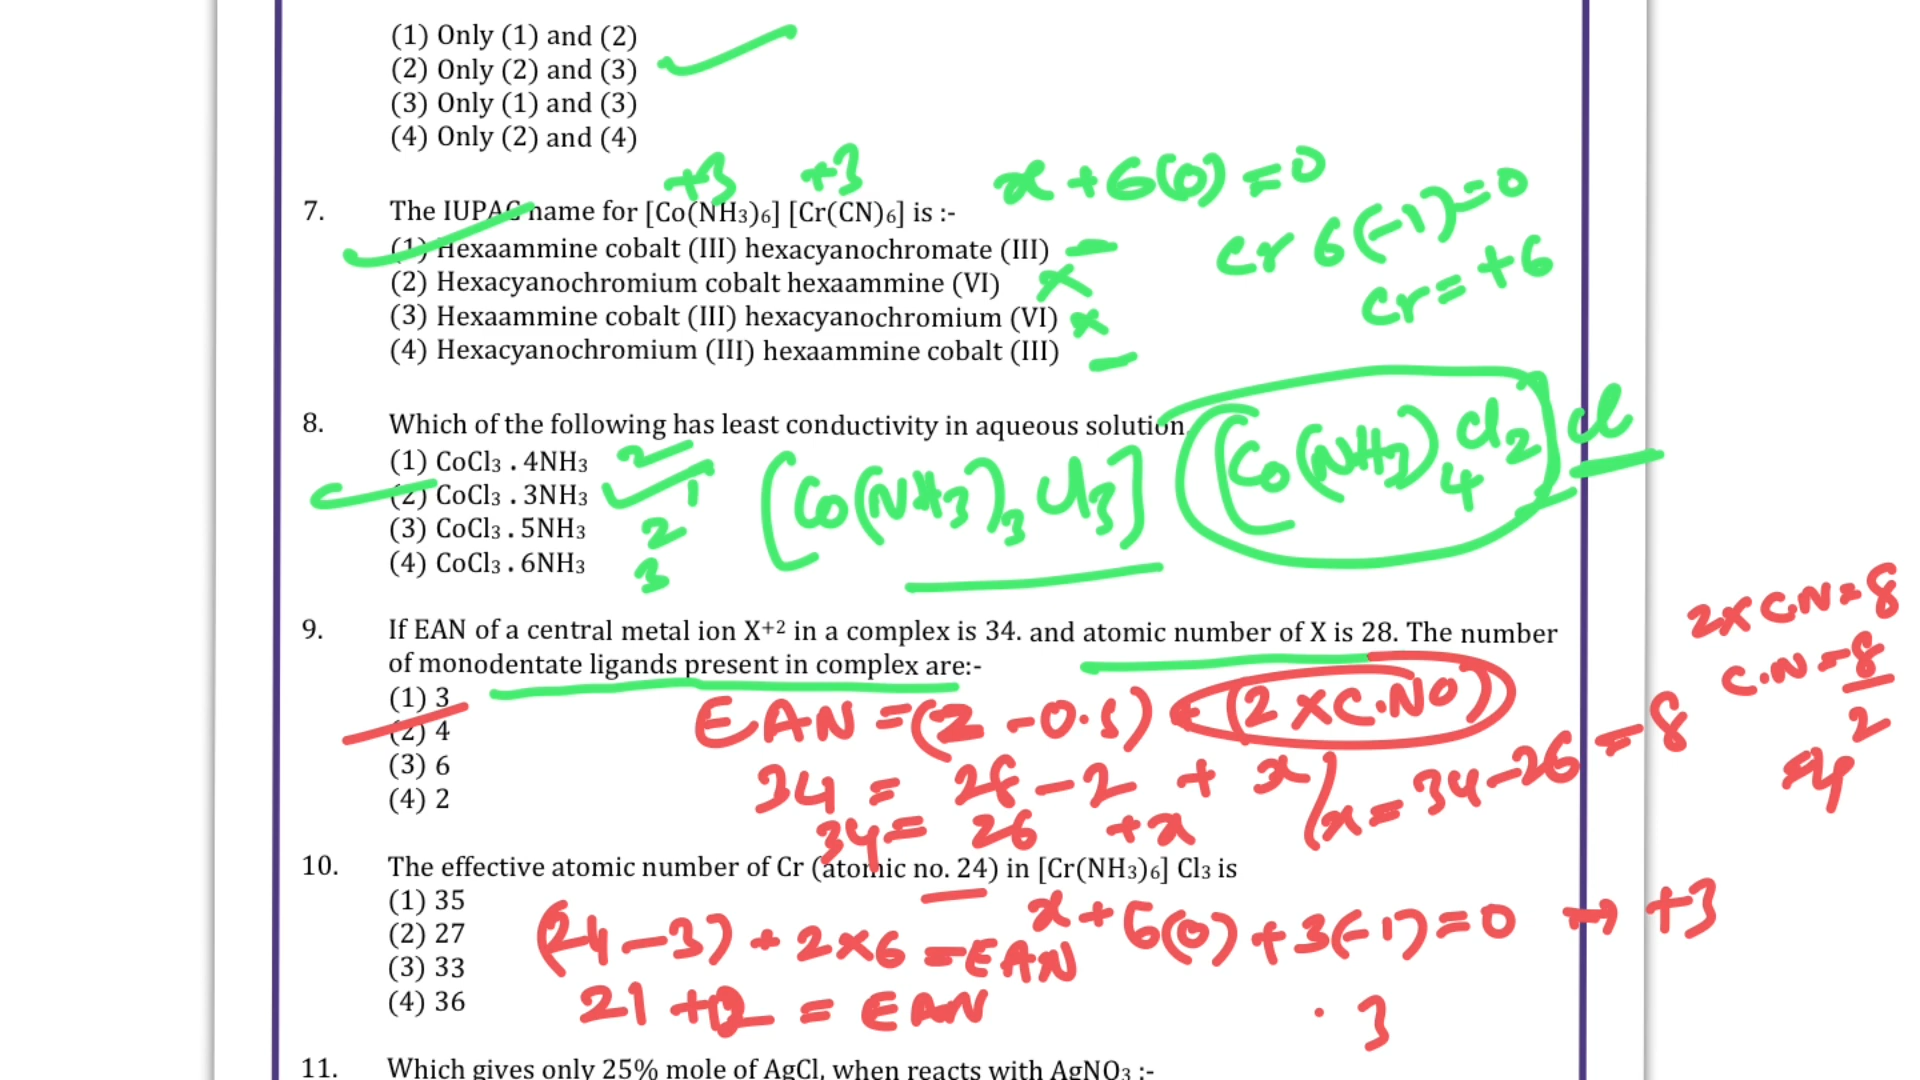 (1) Only (1) and (2)
(2) Only (2) and (3)
(3) Only (1) and (3)
(4) Only (2) and (4)
+3 +3
x + 6(0) = 0
7. The IUPAC name for [Co(NH3)6] [Cr(CN)6] is :-
Cr 6(-1) = 0
Cr = +6
(1) Hexaammine cobalt (III) hexacyanochromate (III)
(2) Hexacyanochromium cobalt hexaammine (VI)
(3) Hexaammine cobalt (III) hexacyanochromium (VI)
(4) Hexacyanochromium (III) hexaammine cobalt (III)
8. Which of the following has least conductivity in aqueous solution
(1) CoCl3 . 4NH3 2
(2) CoCl3 . 3NH3 1
(3) CoCl3 . 5NH3 2
(4) CoCl3 . 6NH3 3
[Co(NH3)3 Cl3]
[Co(NH3)4 Cl2] Cl
9. If EAN of a central metal ion X+2 in a complex is 34. and atomic number of X is 28. The number
of monodentate ligands present in complex are:-
(1) 3
(2) 4
(3) 6
(4) 2
EAN = (Z - O.S) + (2 x C.NO)
34 = 28 - 2 + x
34 = 26 + x
x = 34 - 26 = 8
2 x C.N = 8
C.N = 8
2
= 4
10. The effective atomic number of Cr (atomic no. 24) in [Cr(NH3)6] Cl3 is
(1) 35
(2) 27
(3) 33
(4) 36
x + 6(0) + 3(-1) = 0 → +3
(24 - 3) + 2 x 6 = EAN
21 + 12 = EAN
3
11. Which gives only 25% mole of AgCl, when reacts with AgNO3 :-